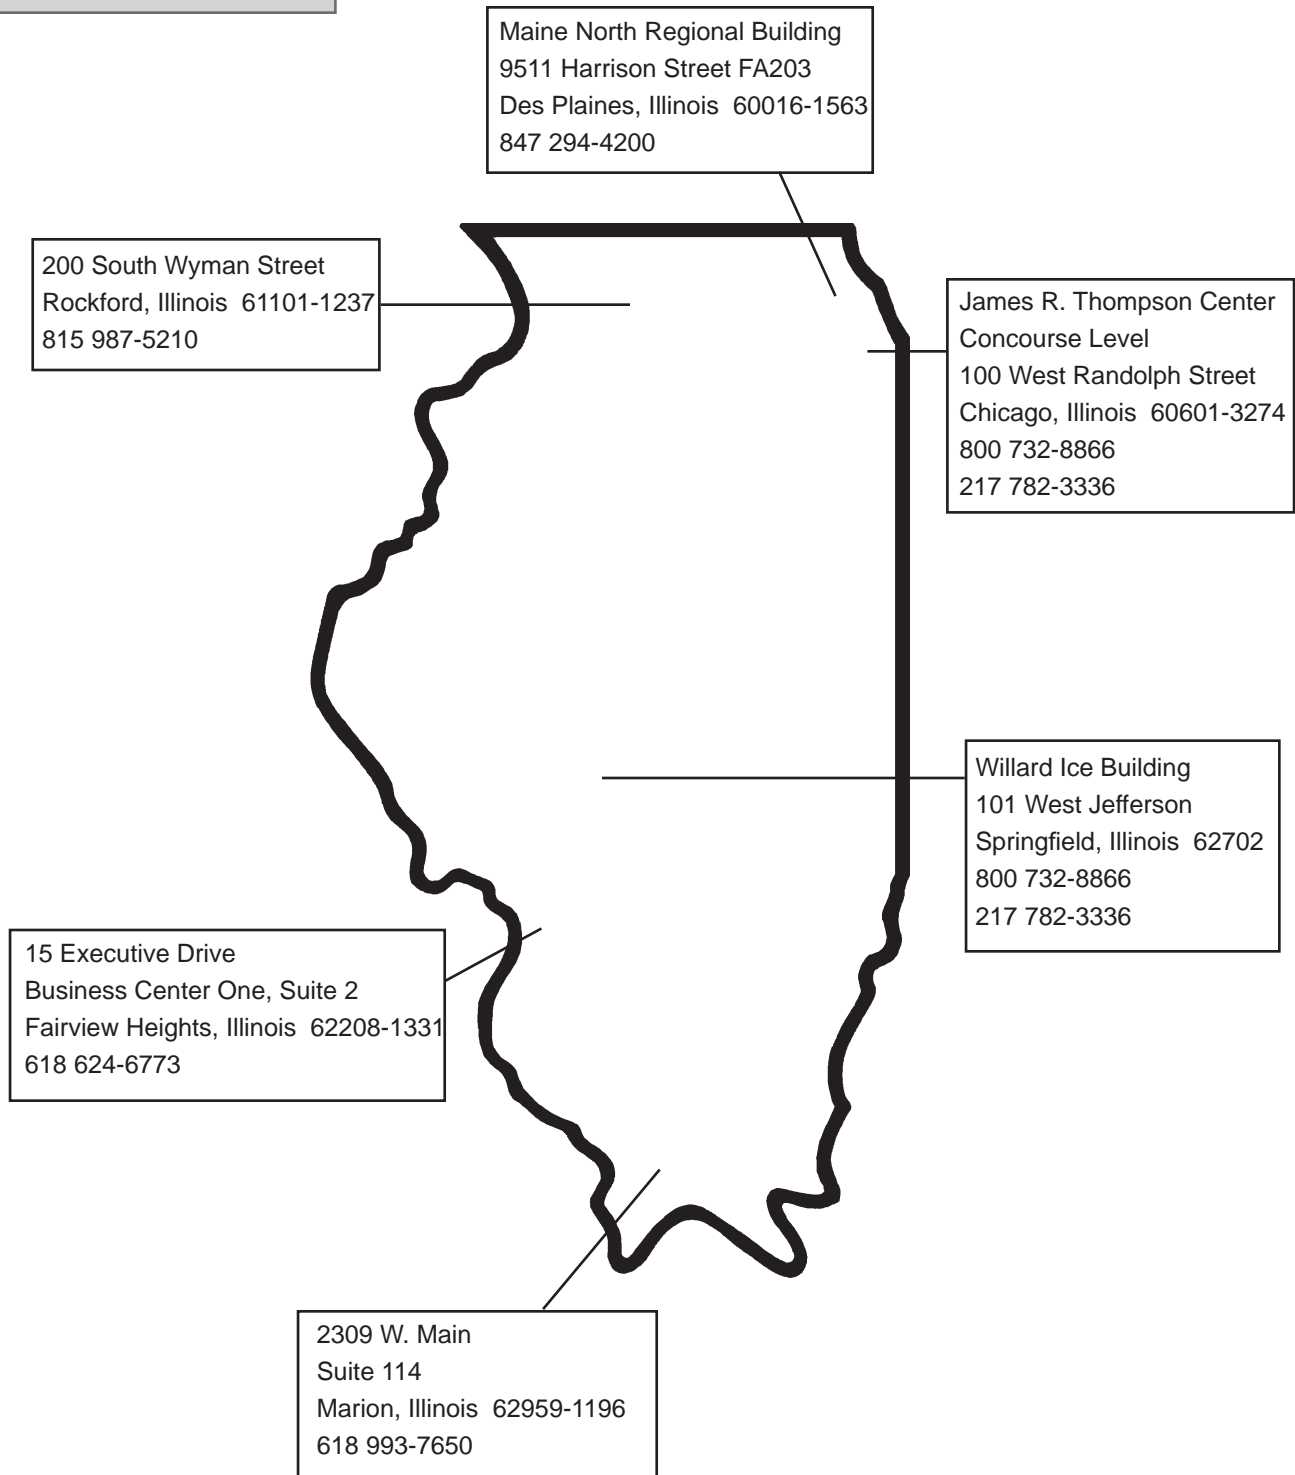 Maine North Regional Building
9511 Harrison Street FA203
Des Plaines, Illinois  60016-1563
847 294-4200
200 South Wyman Street
Rockford, Illinois  61101-1237
815 987-5210
James R. Thompson Center
Concourse Level
100 West Randolph Street
Chicago, Illinois  60601-3274
800 732-8866
217 782-3336
Willard Ice Building
101 West Jefferson
Springfield, Illinois  62702
800 732-8866
217 782-3336
15 Executive Drive
Business Center One, Suite 2
Fairview Heights, Illinois  62208-1331
618 624-6773
2309 W. Main
Suite 114
Marion, Illinois  62959-1196
618 993-7650